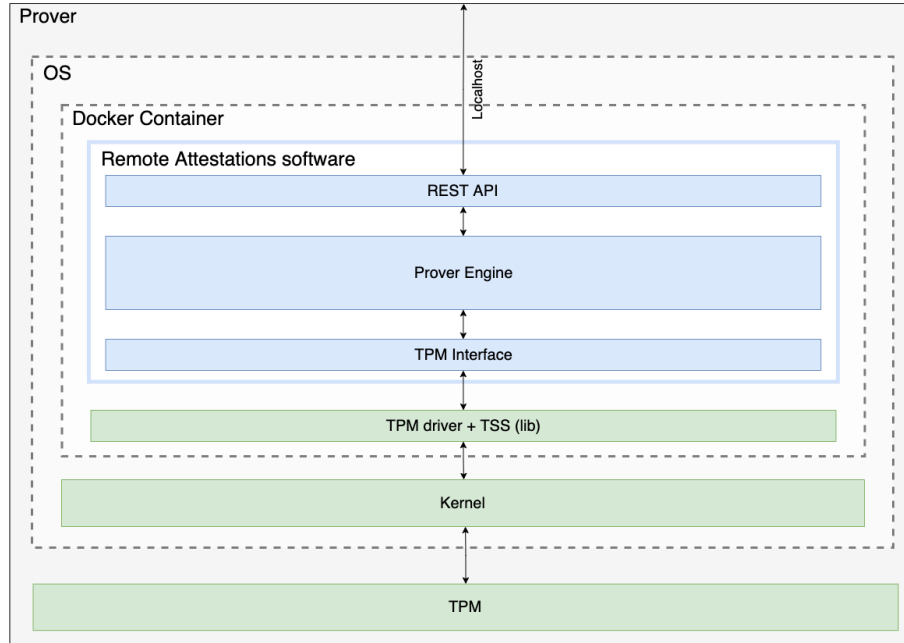 Prover
OS
Localhost
Docker Container
Remote Attestations software
REST API
Prover Engine
TPM Interface
TPM driver + TSS (lib)
Kernel
TPM